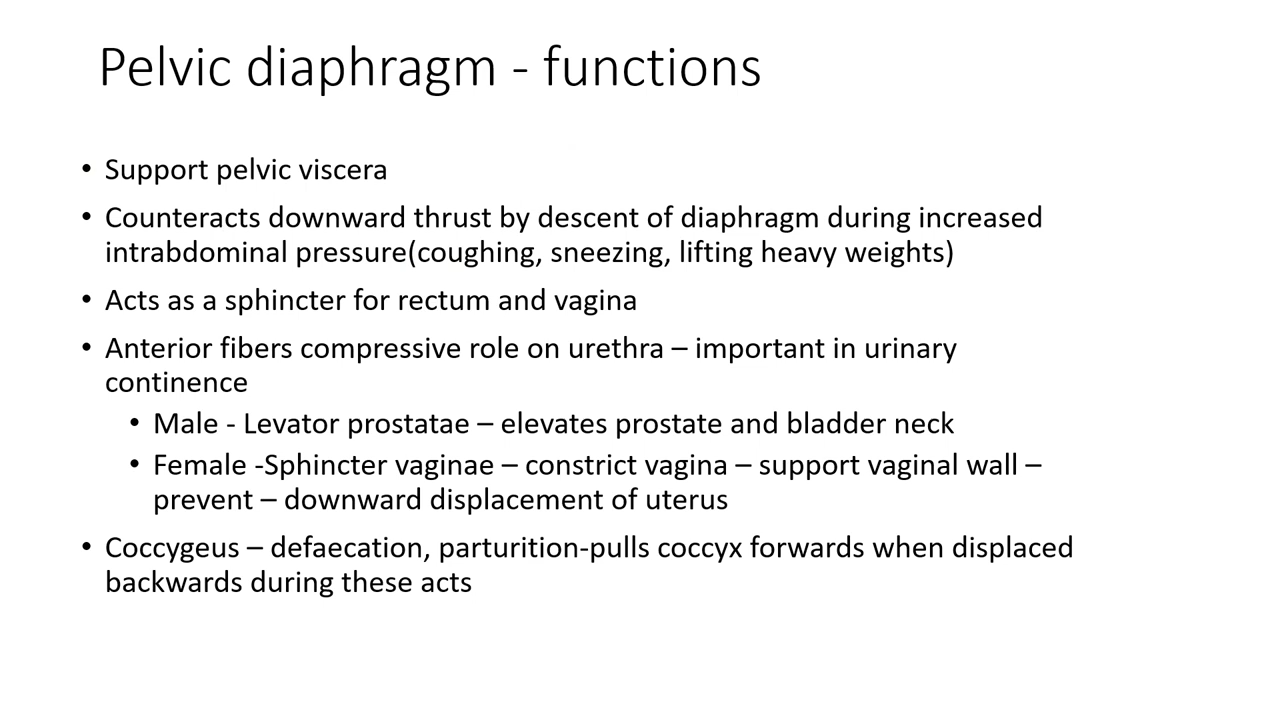 Pelvic diaphragm - functions
• Support pelvic viscera
• Counteracts downward thrust by descent of diaphragm during increased
intrabdominal pressure(coughing, sneezing, lifting heavy weights)
• Acts as a sphincter for rectum and vagina
• Anterior fibers compressive role on urethra – important in urinary
continence
• Male - Levator prostatae – elevates prostate and bladder neck
• Female -Sphincter vaginae – constrict vagina – support vaginal wall –
prevent – downward displacement of uterus
• Coccygeus – defaecation, parturition-pulls coccyx forwards when displaced
backwards during these acts